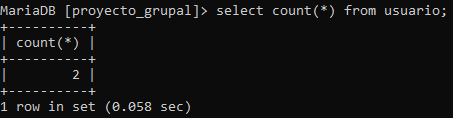 MariaDB [proyecto_grupal]> select count(*) from usuario;
+----------+
| count(*) |
+----------+
|        2 |
+----------+
1 row in set (0.058 sec)